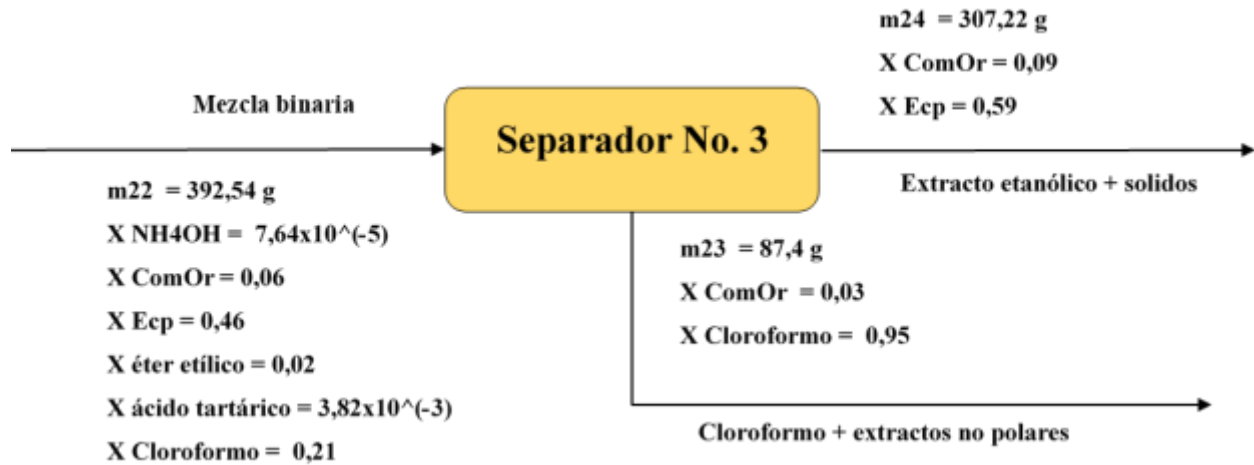 Mezcla binaria
m22 = 392,54 g
X NH4OH = 7,64x10^(-5)
X ComOr = 0,06
X Ecp = 0,46
X éter etílico = 0,02
X ácido tartárico = 3,82x10^(-3)
X Cloroformo = 0,21
Separador No. 3
m24 = 307,22 g
X ComOr = 0,09
X Ecp = 0,59
Extracto etanólico + solidos
m23 = 87,4 g
X ComOr = 0,03
X Cloroformo = 0,95
Cloroformo + extractos no polares